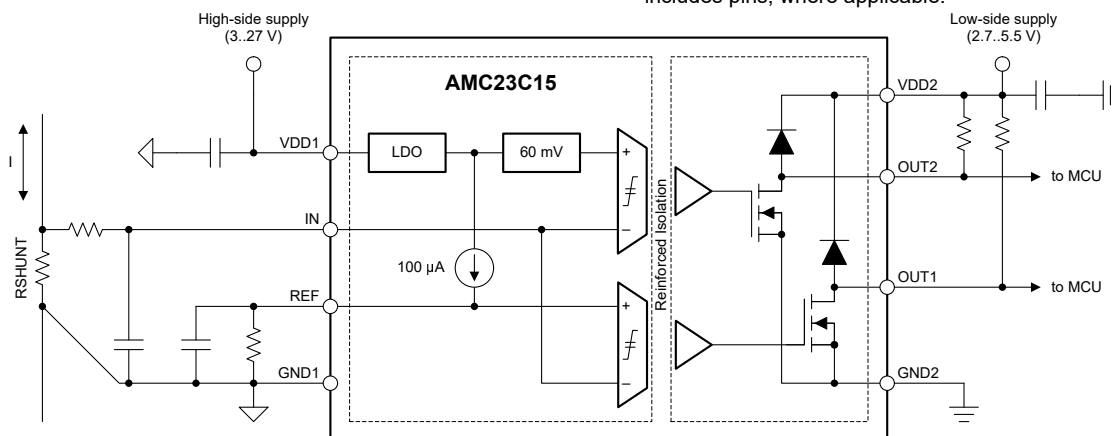 includes pins, where applicable.
High-side supply
(3..27 V)
Low-side supply
(2.7..5.5 V)
AMC23C15
VDD1
LDO
60 mV
+
−
VDD2
OUT2
to MCU
I
IN
RSHUNT
100 µA
Reinforced Isolation
REF
+
−
OUT1
to MCU
GND1
GND2